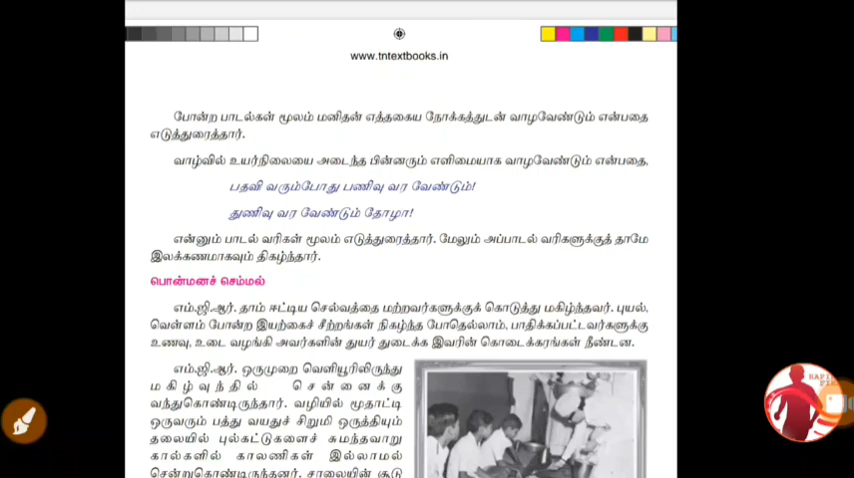 www.tntextbooks.in
போன்ற பாடல்கள் மூலம் மனிதன் எத்தகைய நோக்கத்துடன் வாழவேண்டும் என்பதை
எடுத்துரைத்தார்.
வாழ்வில் உயர்நிலையை அடைந்த பின்னரும் எளிமையாக வாழவேண்டும் என்பதை,
பதவி வரும்போது பணிவு வர வேண்டும்!
துணிவு வர வேண்டும் தோழா!
என்னும் பாடல் வரிகள் மூலம் எடுத்துரைத்தார். மேலும் அப்பாடல் வரிகளுக்குத் தாமே
இலக்கணமாகவும் திகழ்ந்தார்.
பொன்மனச் செம்மல்
எம்.ஜி.ஆர். தாம் ஈட்டிய செல்வத்தை மற்றவர்களுக்குக் கொடுத்து மகிழ்ந்தவர். புயல்,
வெள்ளம் போன்ற இயற்கைச் சீற்றங்கள் நிகழ்ந்த போதெல்லாம், பாதிக்கப்பட்டவர்களுக்கு
உணவு, உடை வழங்கி அவர்களின் துயர் துடைக்க இவரின் கொடைக்கரங்கள் நீண்டன.
எம்.ஜி.ஆர். ஒருமுறை வெளியூரிலிருந்து
மகிழ்வுந்தில் சென்னைக்கு
வந்துகொண்டிருந்தார். வழியில் மூதாட்டி
ஒருவரும் பத்து வயதுச் சிறுமி ஒருத்தியும்
தலையில் புல்கட்டுகளைச் சுமந்தவாறு
கால்களில் காலணிகள் இல்லாமல்
சென்றுகொண்டிருந்தனர். சாலையின் சூடு